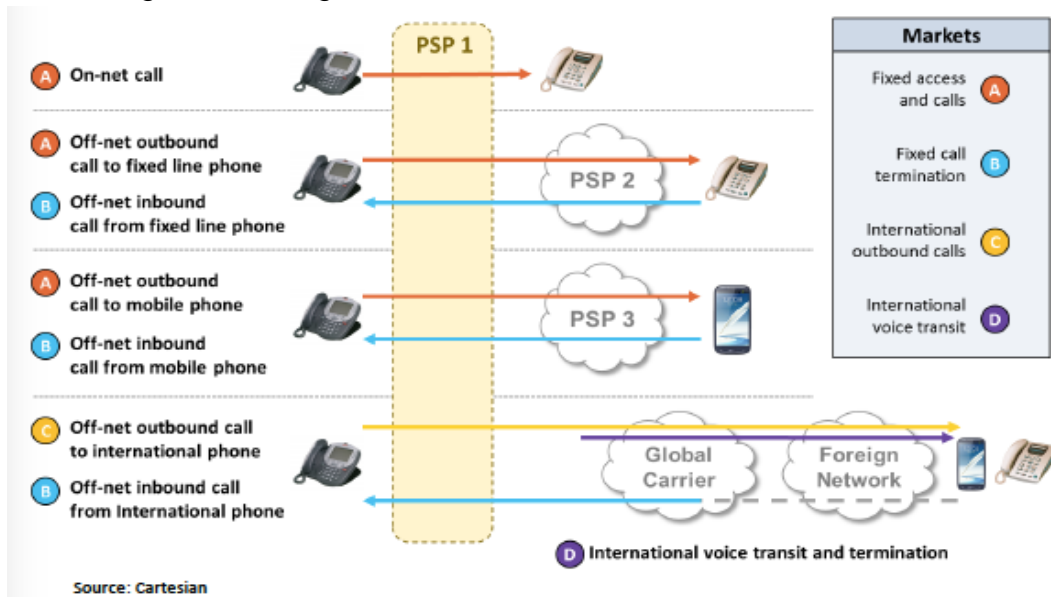 PSP 1
Markets
A On-net call
Fixed access
and calls A
A Off-net outbound
call to fixed line phone
PSP 2
Fixed call
termination B
B Off-net inbound
call from fixed line phone
International
outbound calls C
A Off-net outbound
call to mobile phone
PSP 3
International
voice transit D
B Off-net inbound
call from mobile phone
C Off-net outbound call
to international phone
Global
Carrier
Foreign
Network
B Off-net inbound call
from International phone
D International voice transit and termination
Source: Cartesian